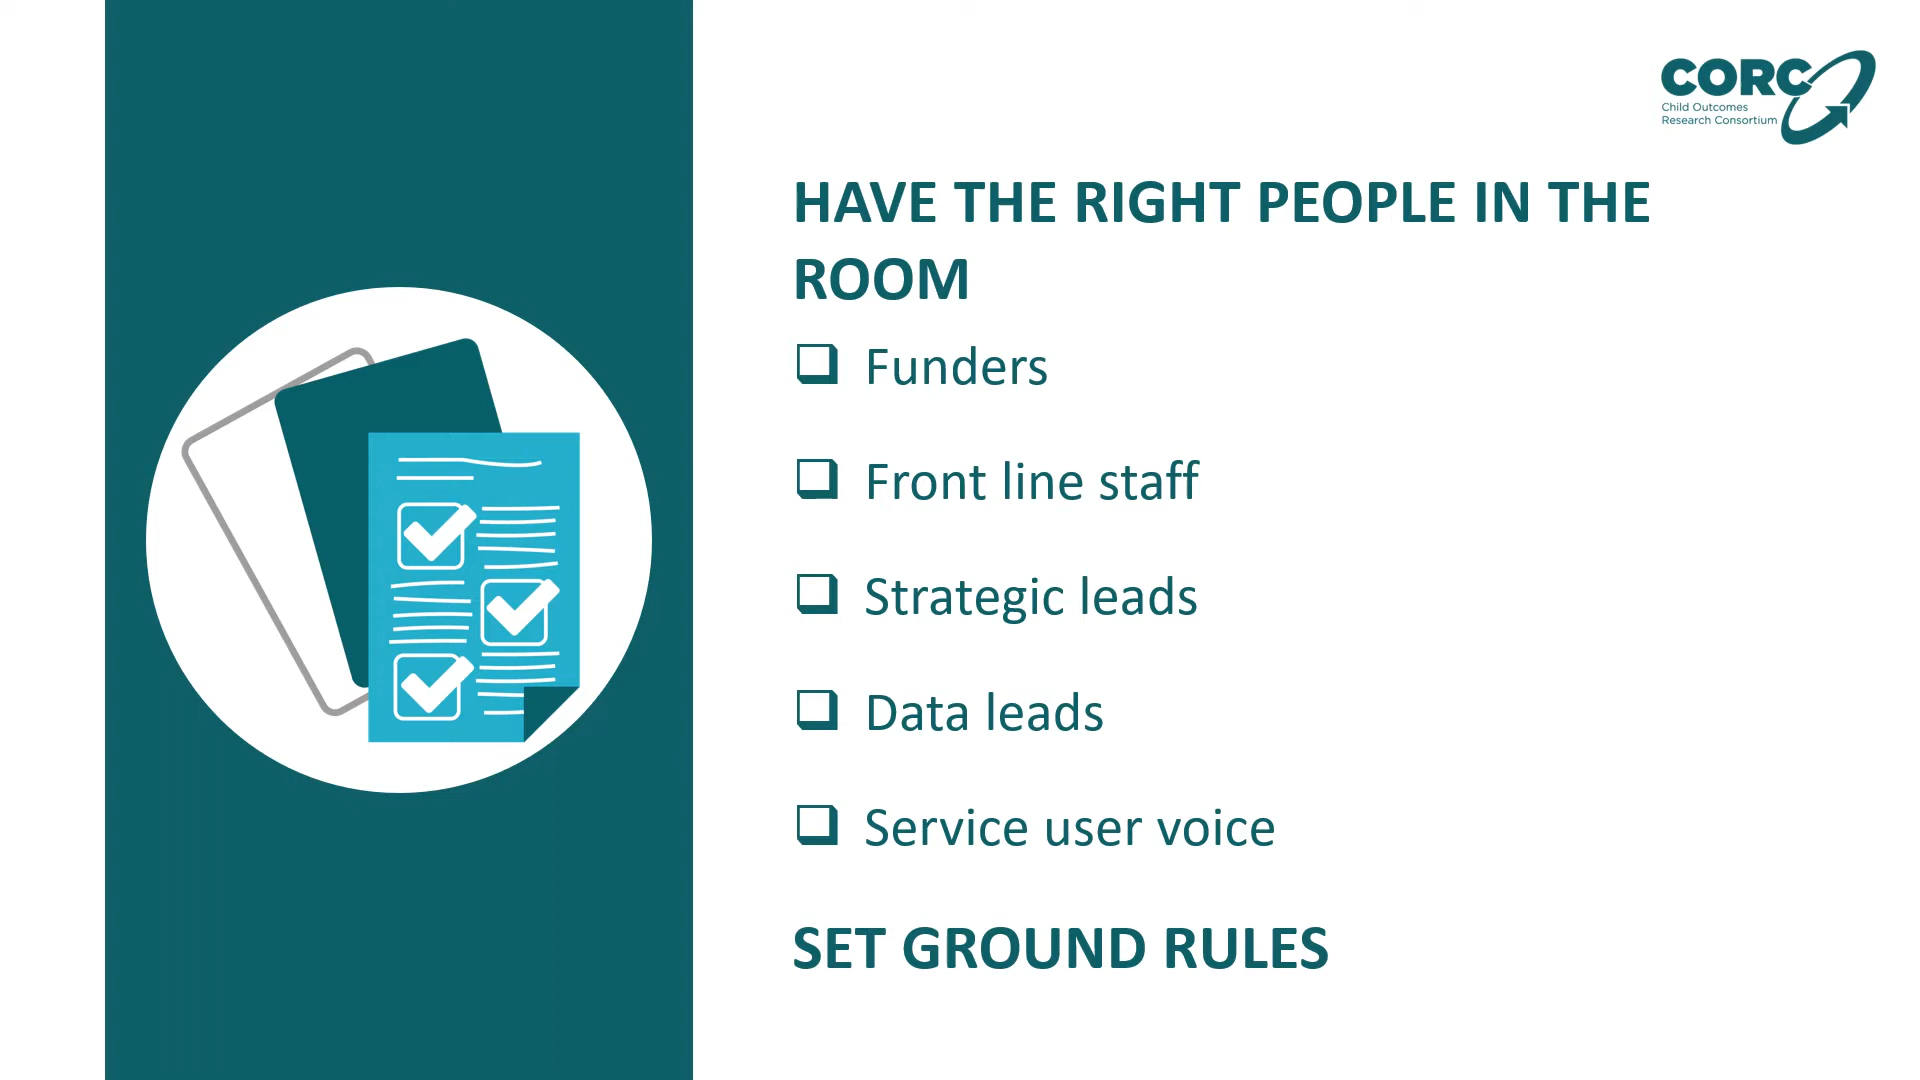 CORC
Child Outcomes
Research Consortium
HAVE THE RIGHT PEOPLE IN THE
ROOM
Funders
Front line staff
Strategic leads
Data leads
Service user voice
SET GROUND RULES